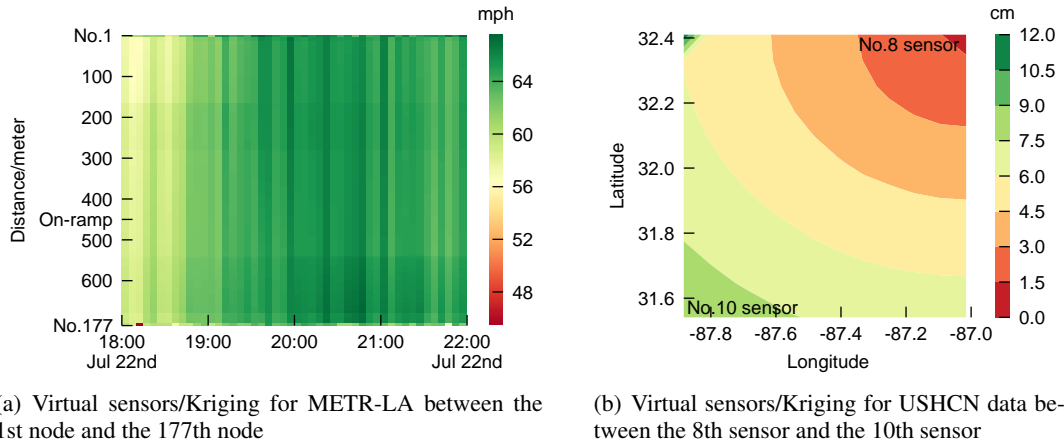 mph
No.1
100
200
300
400
On-ramp
500
600
No.177
Distance/meter
64
60
56
52
48
18:00
19:00
20:00
21:00
22:00
Jul 22nd
Jul 22nd
cm
32.4
32.2
32.0
31.8
31.6
Latitude
No.8 sensor
No.10 sensor
12.0
10.5
9.0
7.5
6.0
4.5
3.0
1.5
0.0
-87.8
-87.6
-87.4
-87.2
-87.0
Longitude
(a) Virtual sensors/Kriging for METR-LA between the
1st node and the 177th node
(b) Virtual sensors/Kriging for USHCN data be-
tween the 8th sensor and the 10th sensor